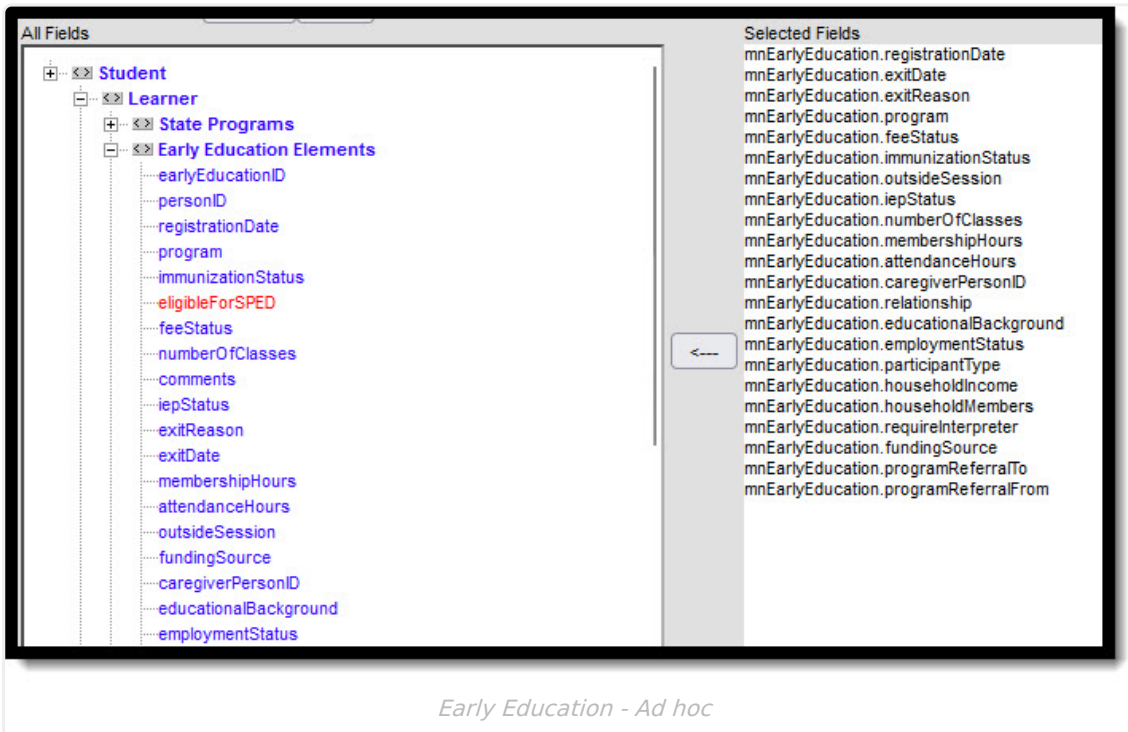 All Fields
Student
Learner
State Programs
Early Education Elements
earlyEducationID
personID
registrationDate
program
immunizationStatus
eligibleForSPED
feeStatus
numberOfClasses
comments
iepStatus
exitReason
exitDate
membershipHours
attendanceHours
outsideSession
fundingSource
caregiverPersonID
educationalBackground
employmentStatus
<---
Selected Fields
mnEarlyEducation.registrationDate
mnEarlyEducation.exitDate
mnEarlyEducation.exitReason
mnEarlyEducation.program
mnEarlyEducation.feeStatus
mnEarlyEducation.immunizationStatus
mnEarlyEducation.outsideSession
mnEarlyEducation.iepStatus
mnEarlyEducation.numberOfClasses
mnEarlyEducation.membershipHours
mnEarlyEducation.attendanceHours
mnEarlyEducation.caregiverPersonID
mnEarlyEducation.relationship
mnEarlyEducation.educationalBackground
mnEarlyEducation.employmentStatus
mnEarlyEducation.participantType
mnEarlyEducation.householdIncome
mnEarlyEducation.householdMembers
mnEarlyEducation.requireInterpreter
mnEarlyEducation.fundingSource
mnEarlyEducation.programReferralTo
mnEarlyEducation.programReferralFrom
Early Education - Ad hoc